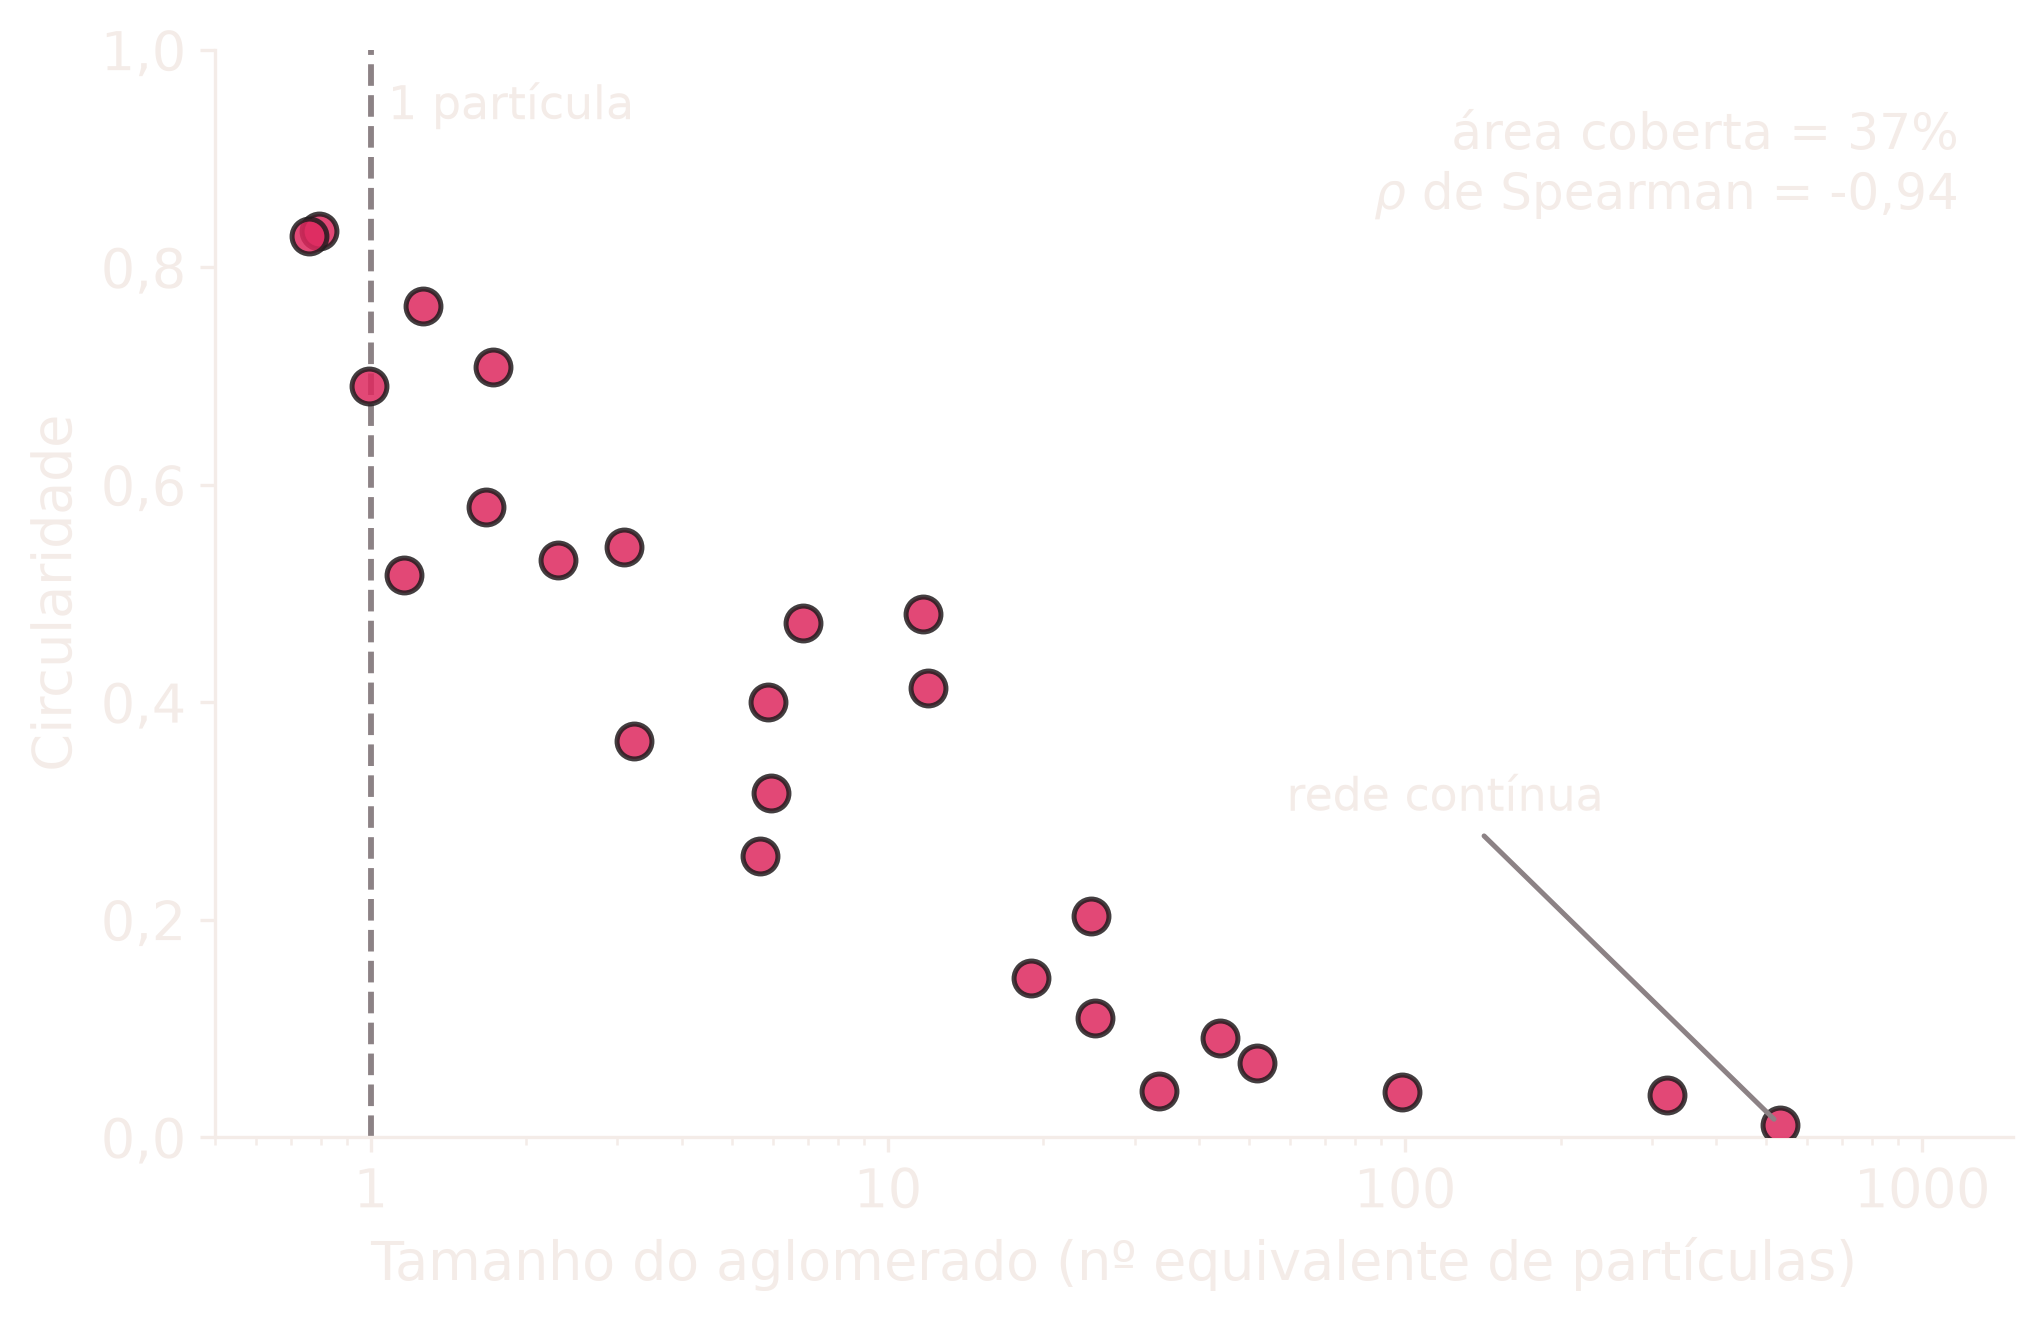 1,0
1 partícula
área coberta = 37%
ρ de Spearman = -0,94
0,8
0,6
Circularidade
0,4
rede contínua
0,2
0,0
1 10 100 1000
Tamanho do aglomerado (nº equivalente de partículas)